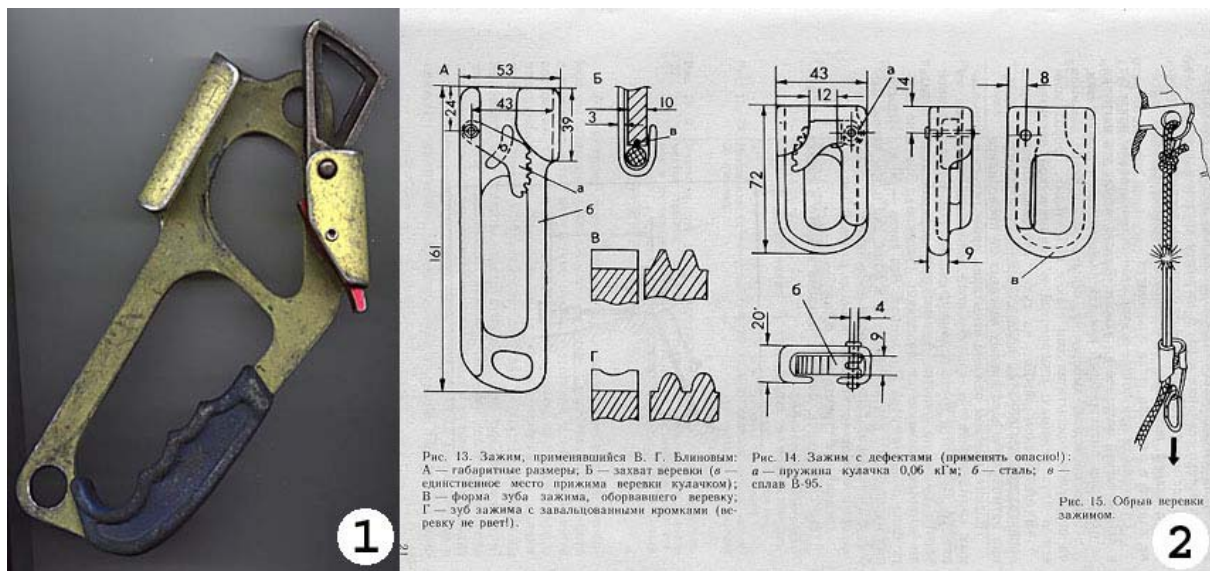 А
53
43
24
39
161
а
б
Б
3
10
в
В
Г
43
12
а
14
72
9
8
в
20
б
4
9
Рис. 13. Зажим, применявшийся В. Г. Блиновым:
А — габаритные размеры; Б — захват веревки (в —
единственное место прижима веревки кулачком);
В — форма зуба зажима, оборвавшего веревку;
Г — зуб зажима с завальцованными кромками (ве-
ревку не рвет!).
Рис. 14. Зажим с дефектами (применять опасно!):
а — пружина кулачка 0,06 кГм; б — сталь; в —
сплав В-95.
Рис. 15. Обрыв веревки
зажимом.
21
1
2